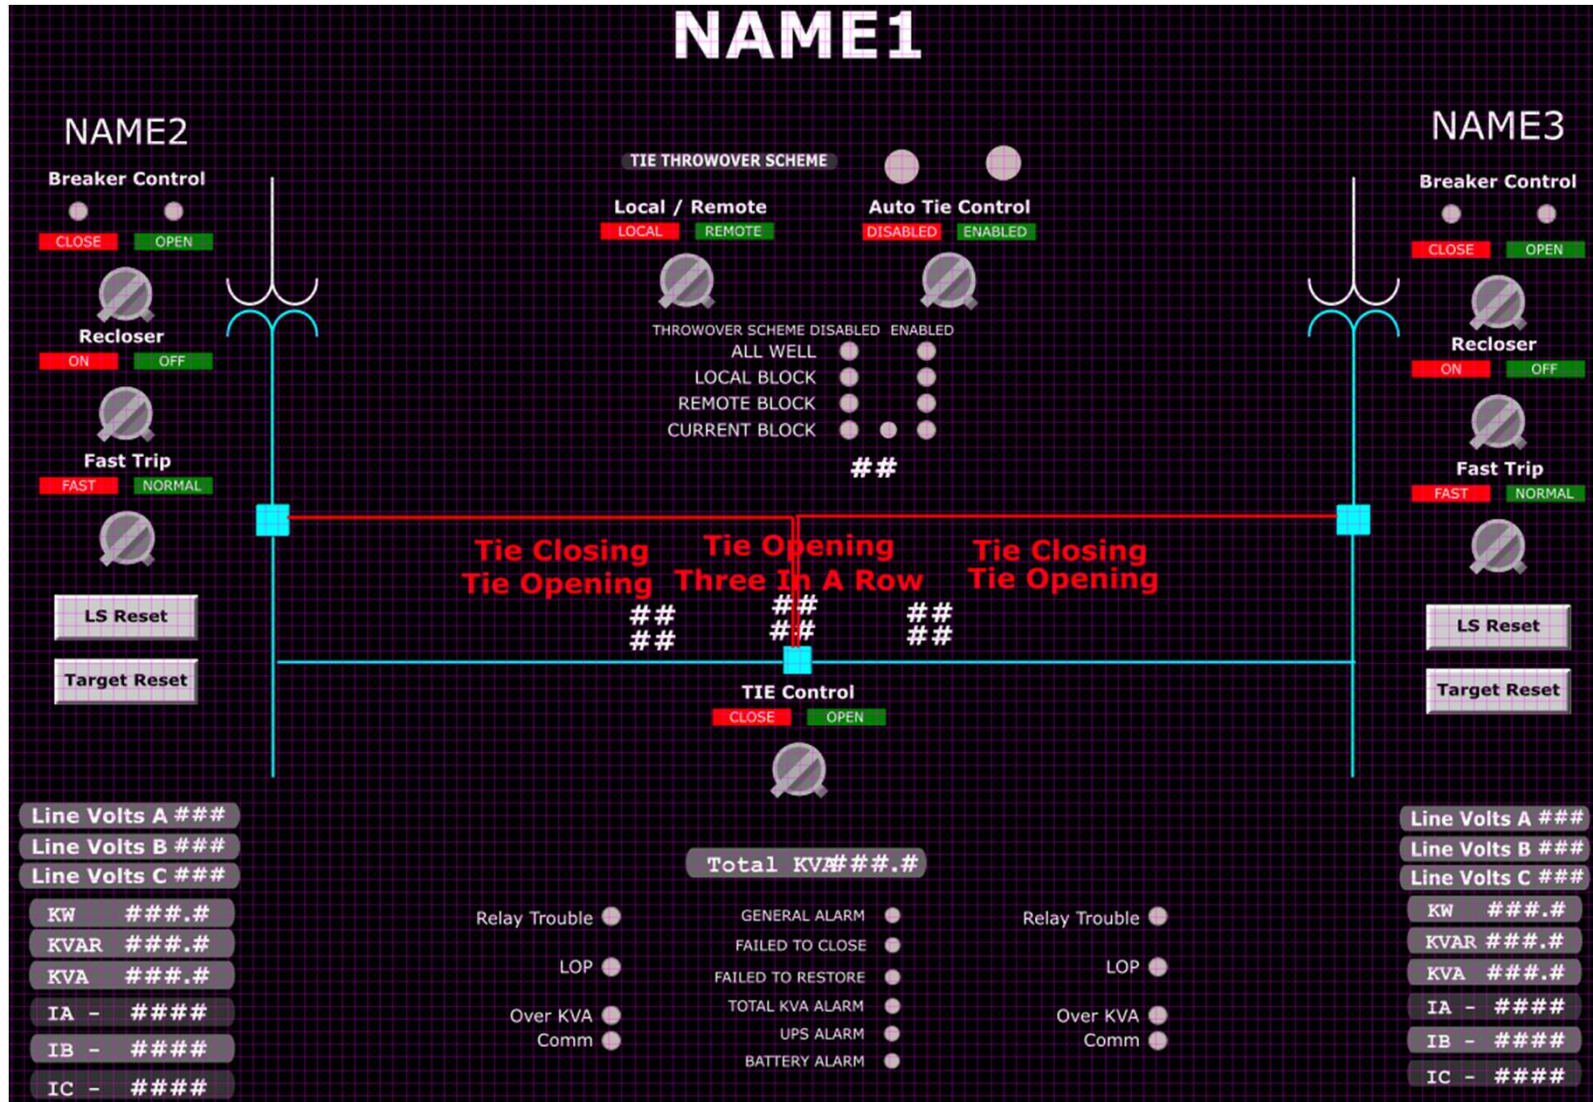 NAME1
NAME2
Breaker Control
CLOSE OPEN
Recloser
ON OFF
Fast Trip
FAST NORMAL
LS Reset
Target Reset
TIE THROWOVER SCHEME
Local / Remote
LOCAL REMOTE
Auto Tie Control
DISABLED ENABLED
THROWOVER SCHEME DISABLED ENABLED
ALL WELL
LOCAL BLOCK
REMOTE BLOCK
CURRENT BLOCK
##
NAME3
Breaker Control
CLOSE OPEN
Recloser
ON OFF
Fast Trip
FAST NORMAL
LS Reset
Target Reset
Tie Closing
Tie Opening
##
##
Tie Opening
Three In A Row
##
##
Tie Closing
Tie Opening
##
##
TIE Control
CLOSE OPEN
Line Volts A ###
Line Volts B ###
Line Volts C ###
KW ###.#
KVAR ###.#
KVA ###.#
IA - ####
IB - ####
IC - ####
Total KVA###.#
Relay Trouble
LOP
Over KVA
Comm
GENERAL ALARM
FAILED TO CLOSE
FAILED TO RESTORE
TOTAL KVA ALARM
UPS ALARM
BATTERY ALARM
Relay Trouble
LOP
Over KVA
Comm
Line Volts A ###
Line Volts B ###
Line Volts C ###
KW ###.#
KVAR ###.#
KVA ###.#
IA - ####
IB - ####
IC - ####